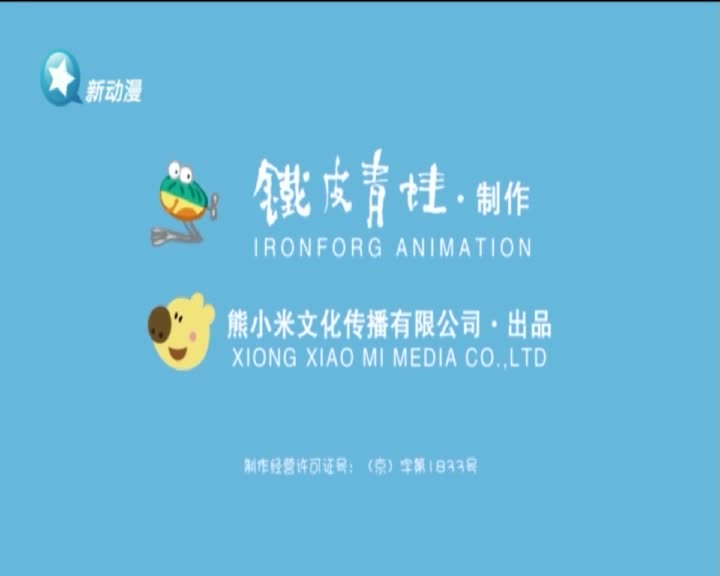 新动漫
鐵皮青蛙·制作
IRONFORG ANIMATION
熊小米文化传播有限公司·出品
XIONG XIAO MI MEDIA CO.,LTD
制作经营许可证号：（京）字第1833号